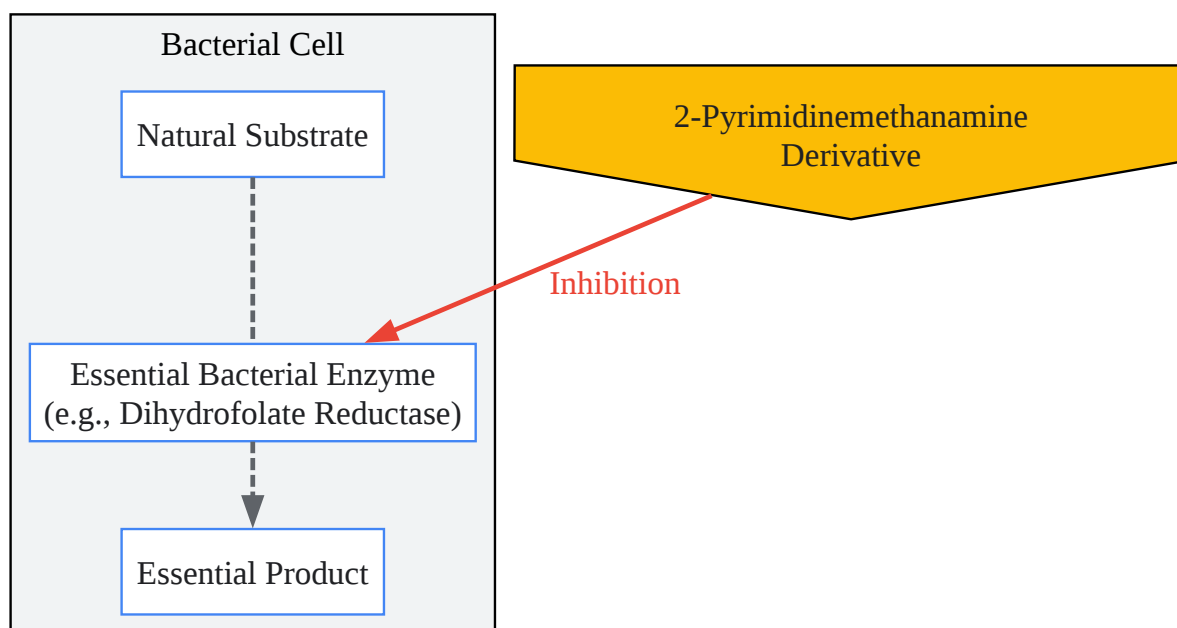 Bacterial Cell
Natural Substrate
2-Pyrimidinemethanamine
Derivative
Inhibition
Essential Bacterial Enzyme
(e.g., Dihydrofolate Reductase)
Essential Product